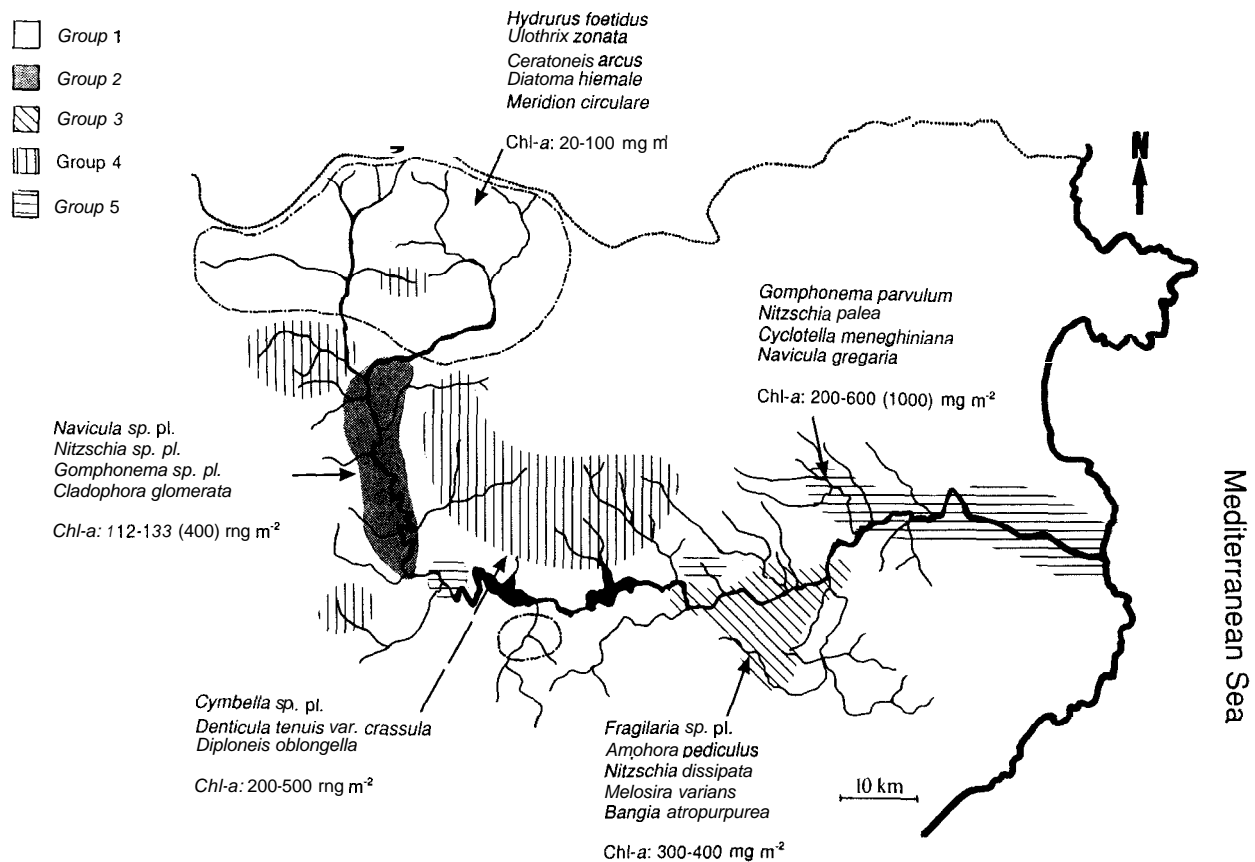 Group 1
Group 2
Group 3
Group 4
Group 5
Hydrurus foetidus
Ulothrix zonata
Ceratoneis arcus
Diatoma hiemale
Meridion circulare
Chl-a: 20-100 mg m
N
Gomphonema parvulum
Nitzschia palea
Cyclotella meneghiniana
Navicula gregaria
Chl-a: 200-600 (1000) mg m⁻²
Navicula sp. pl.
Nitzschia sp. pl.
Gomphonema sp. pl.
Cladophora glomerata
Chl-a: 112-133 (400) rng m⁻²
Mediterranean Sea
Cymbella sp. pl.
Denticula tenuis var. crassula
Diploneis oblongella
Chl-a: 200-500 rng m⁻²
Fragilaria sp. pl.
Amohora pediculus
Nitzschia dissipata
Melosira varians
Bangia atropurpurea
Chl-a: 300-400 mg m⁻²
10 km